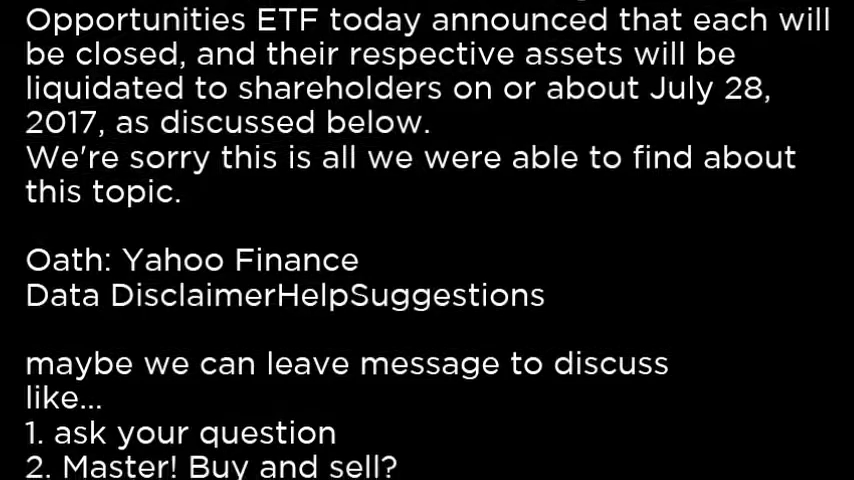 Opportunities ETF today announced that each will
be closed, and their respective assets will be
liquidated to shareholders on or about July 28,
2017, as discussed below.
We're sorry this is all we were able to find about
this topic.
Oath: Yahoo Finance
Data DisclaimerHelpSuggestions
maybe we can leave message to discuss
like...
1. ask your question
2. Master! Buy and sell?